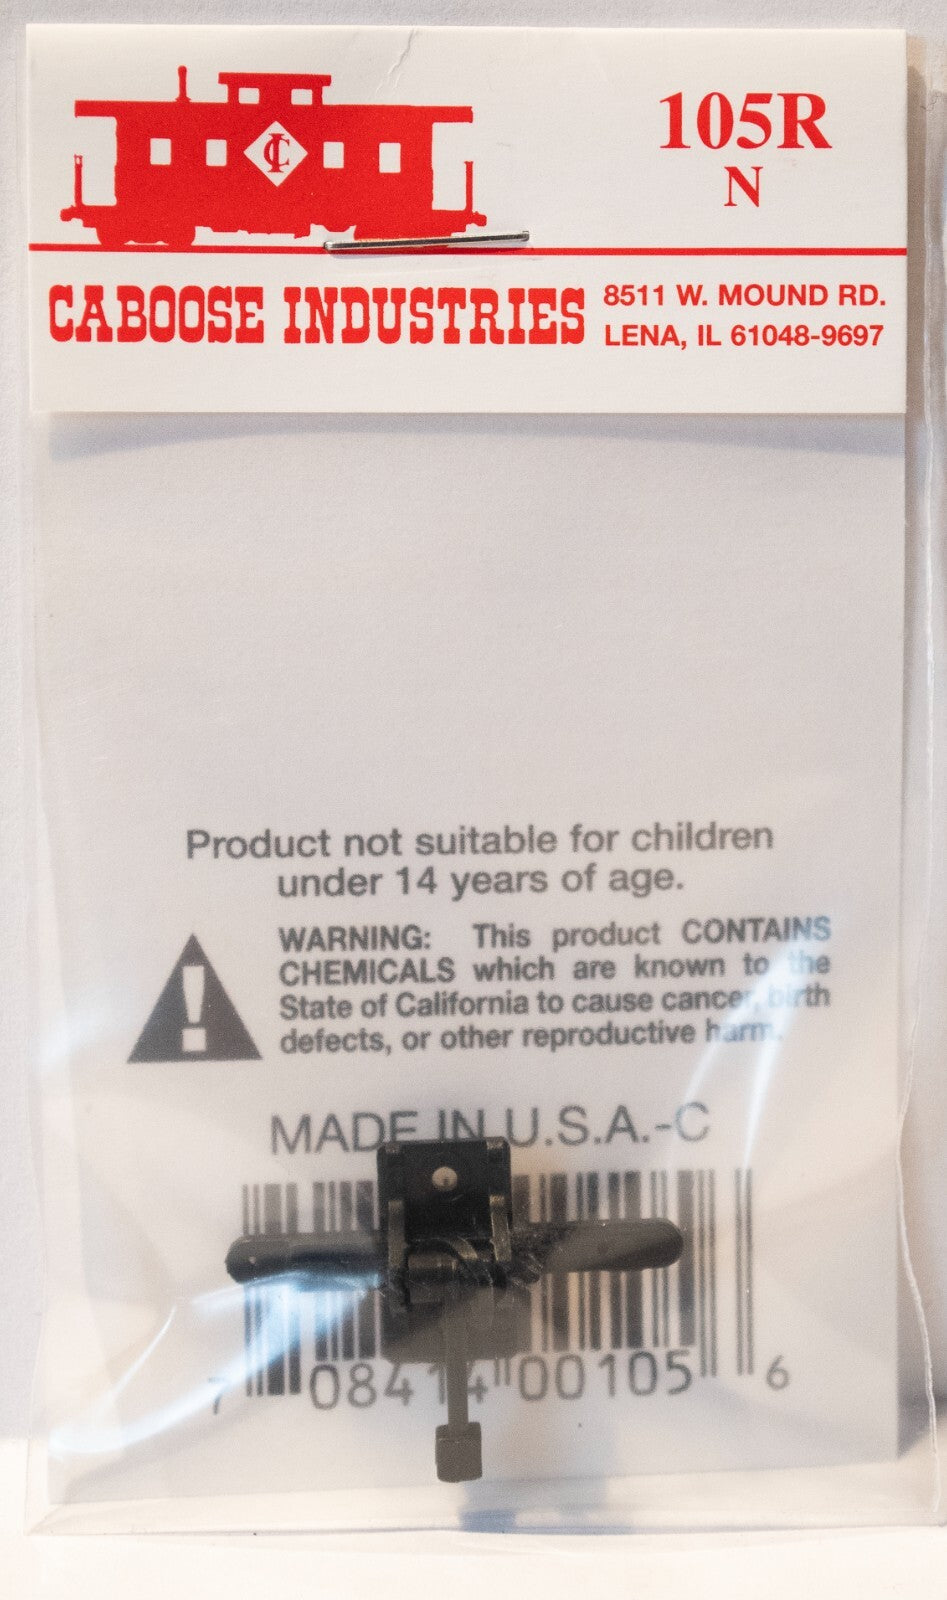 105R
N
IC
CABOOSE INDUSTRIES
8511 W. MOUND RD.
LENA, IL 61048-9697
Product not suitable for children
under 14 years of age.
WARNING: This product CONTAINS
CHEMICALS which are known to the
State of California to cause cancer, birth
defects, or other reproductive harm.
MADE IN U.S.A.-C
7 08414 00105 6